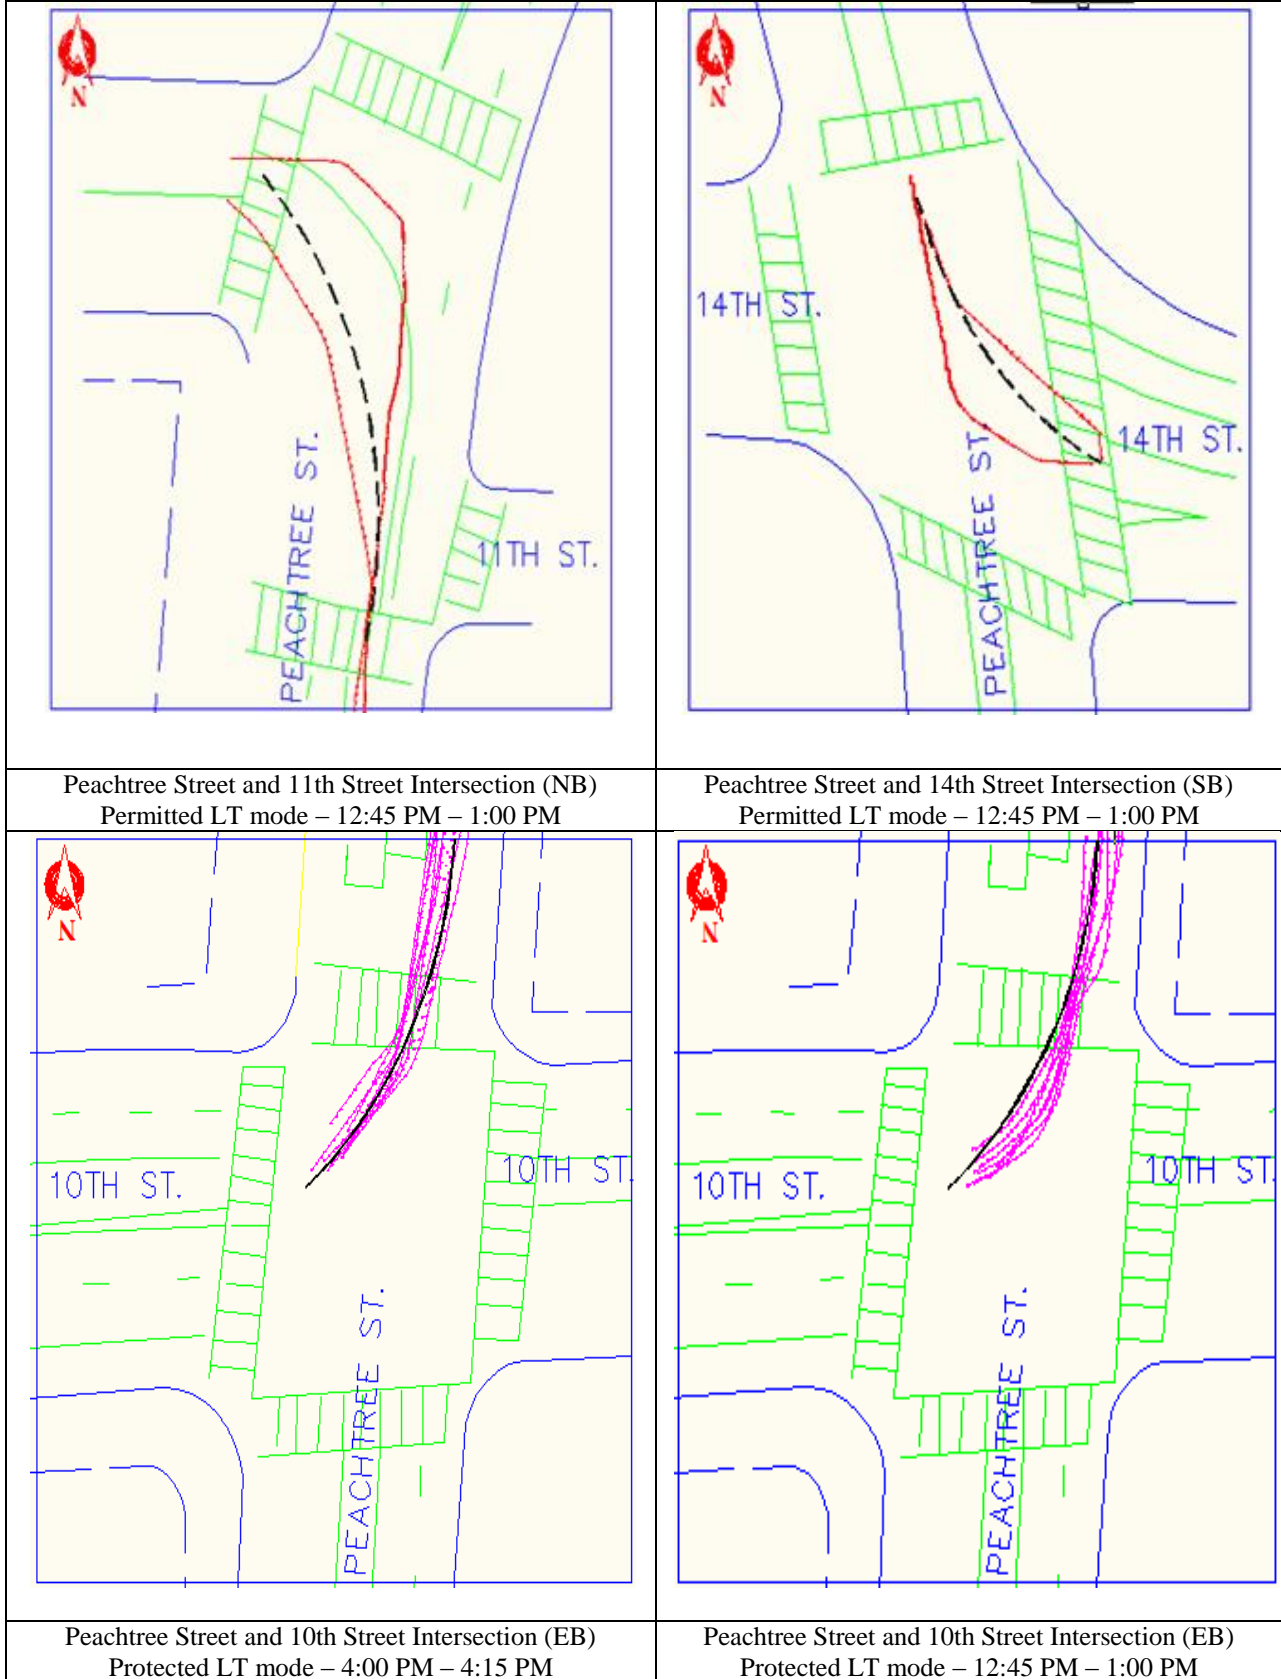 N
PEACHTREE ST.
11TH ST.
N
14TH ST.
14TH ST.
PEACHTREE ST.
Peachtree Street and 11th Street Intersection (NB)
Permitted LT mode – 12:45 PM – 1:00 PM
Peachtree Street and 14th Street Intersection (SB)
Permitted LT mode – 12:45 PM – 1:00 PM
N
10TH ST.
10TH ST.
PEACHTREE ST.
N
10TH ST.
10TH ST.
PEACHTREE ST.
Peachtree Street and 10th Street Intersection (EB)
Protected LT mode – 4:00 PM – 4:15 PM
Peachtree Street and 10th Street Intersection (EB)
Protected LT mode – 12:45 PM – 1:00 PM